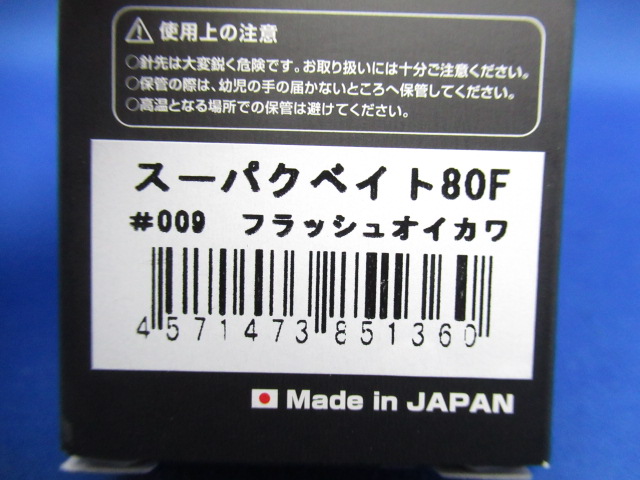 ⚠使用上の注意
○針先は大変鋭く危険です。お取り扱いには十分ご注意ください。
○保管の際は、幼児の手の届かないところへ保管してください。
○高温となる場所での保管は避けてください。
スーパクベイト80F
#009 フラッシュオイカワ
4571473851360
Made in JAPAN